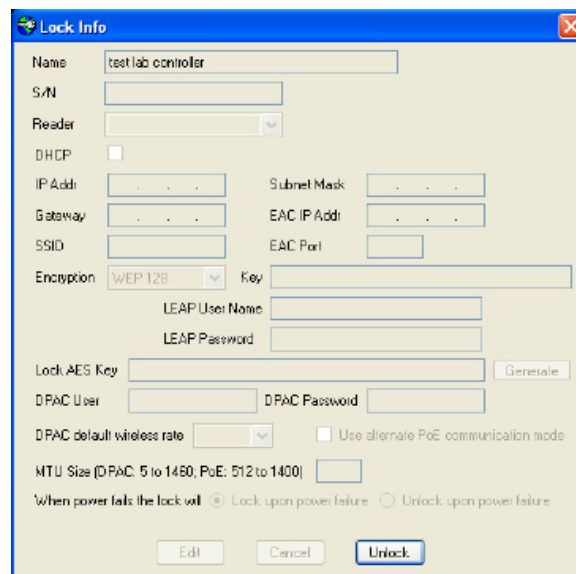 Lock Info
Name test lab controller
S/N
Reader
DHCP
IP Addr . . . Subnet Mask . . .
Gateway . . . EAC IP Addr . . .
SSID EAC Port
Encryption WEP 128 Key
LEAP User Name
LEAP Password
Lock AES Key Generate
DPAC User DPAC Password
DPAC default wireless rate Use alternate PoE communication mode
MTU Size (DPAC: 5 to 1460; PoE: 512 to 1400)
When power fails the lock will Lock upon power failure Unlock upon power failure
Edit Cancel Unlock